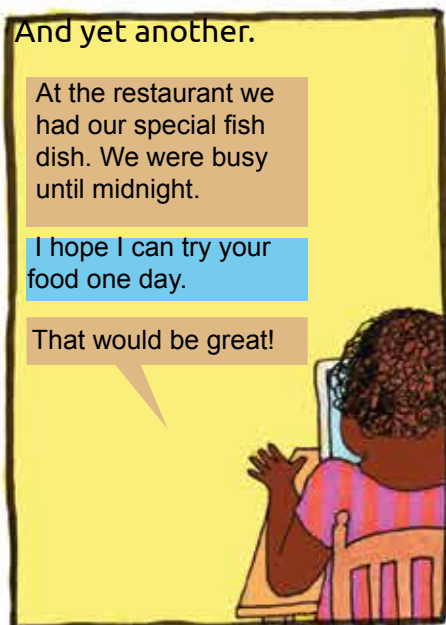 And yet another.
At the restaurant we
had our special fish
dish. We were busy
until midnight.
I hope I can try your
food one day.
That would be great!